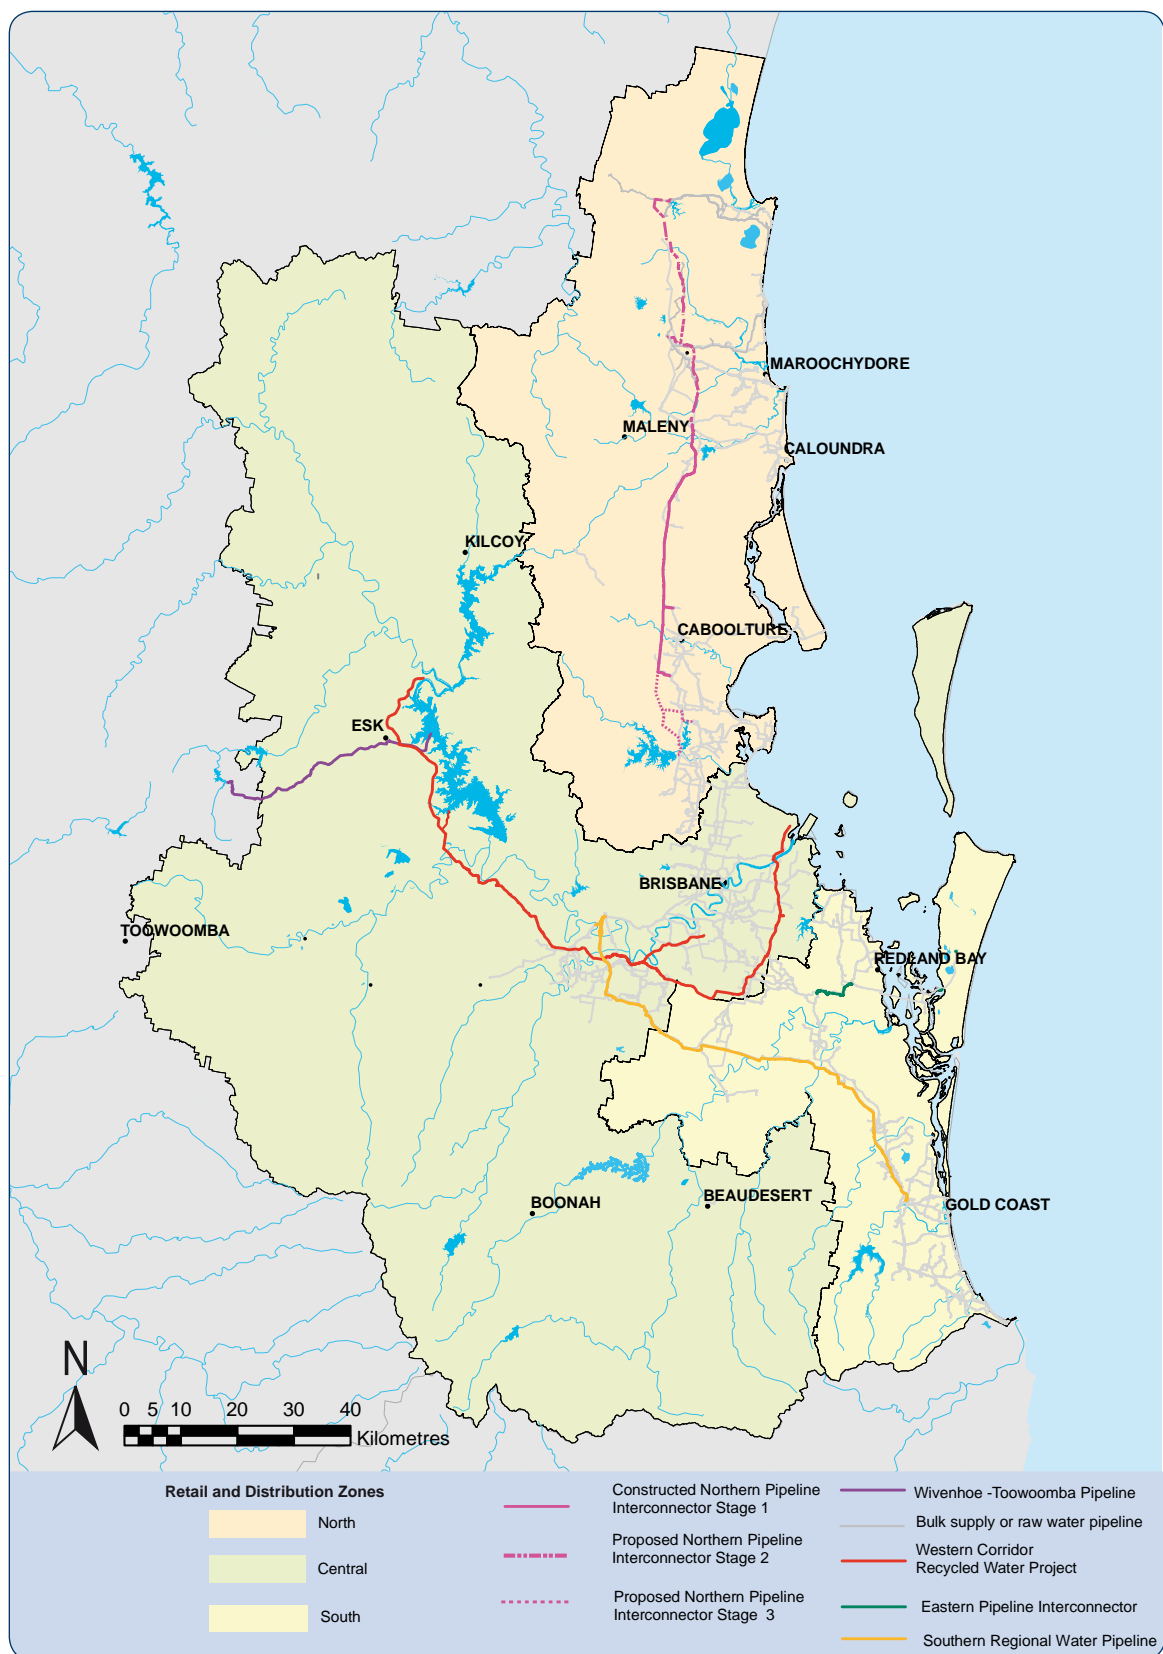 MAROOCHYDORE
MALENY
CALOUNDRA
KILCOY
CABOOLTURE
ESK
BRISBANE
TOOWOOMBA
REDLAND BAY
BOONAH
BEAUDESERT
GOLD COAST
N
0 5 10 20 30 40
Kilometres
Retail and Distribution Zones
North
Central
South
Constructed Northern Pipeline
Interconnector Stage 1
Proposed Northern Pipeline
Interconnector Stage 2
Proposed Northern Pipeline
Interconnector Stage 3
Wivenhoe -Toowoomba Pipeline
Bulk supply or raw water pipeline
Western Corridor
Recycled Water Project
Eastern Pipeline Interconnector
Southern Regional Water Pipeline